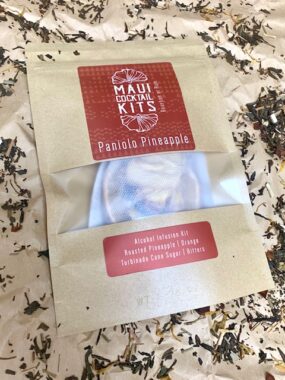 MAUI
COCKTAIL
KITS
Paniolo Pineapple
Alcohol Infusion Kit
Roasted Pineapple | Orange
Turbinado Cane Sugar | Bitters